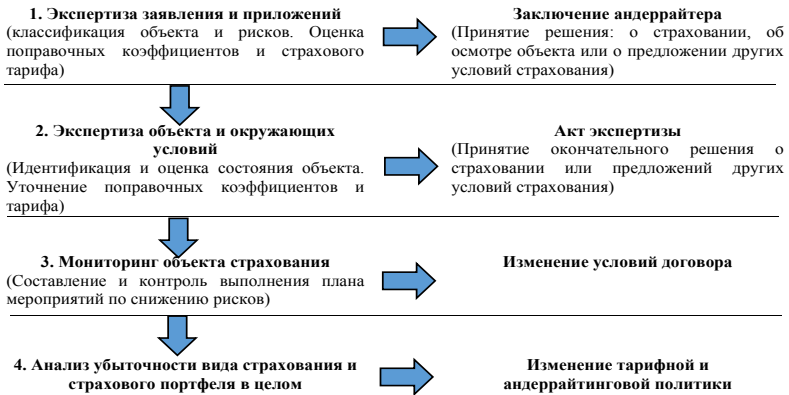 1. Экспертиза заявления и приложений
(классификация объекта и рисков. Оценка
поправочных коэффициентов и страхового
тарифа)
Заключение андеррайтера
(Принятие решения: о страховании, об
осмотре объекта или о предложении других
условий страхования)
2. Экспертиза объекта и окружающих
условий
(Идентификация и оценка состояния объекта.
Уточнение поправочных коэффициентов и
тарифа)
Акт экспертизы
(Принятие окончательного решения о
страховании или предложений других
условий страхования)
3. Мониторинг объекта страхования
(Составление и контроль выполнения плана
мероприятий по снижению рисков)
Изменение условий договора
4. Анализ убыточности вида страхования и
страхового портфеля в целом
Изменение тарифной и
андеррайтинговой политики